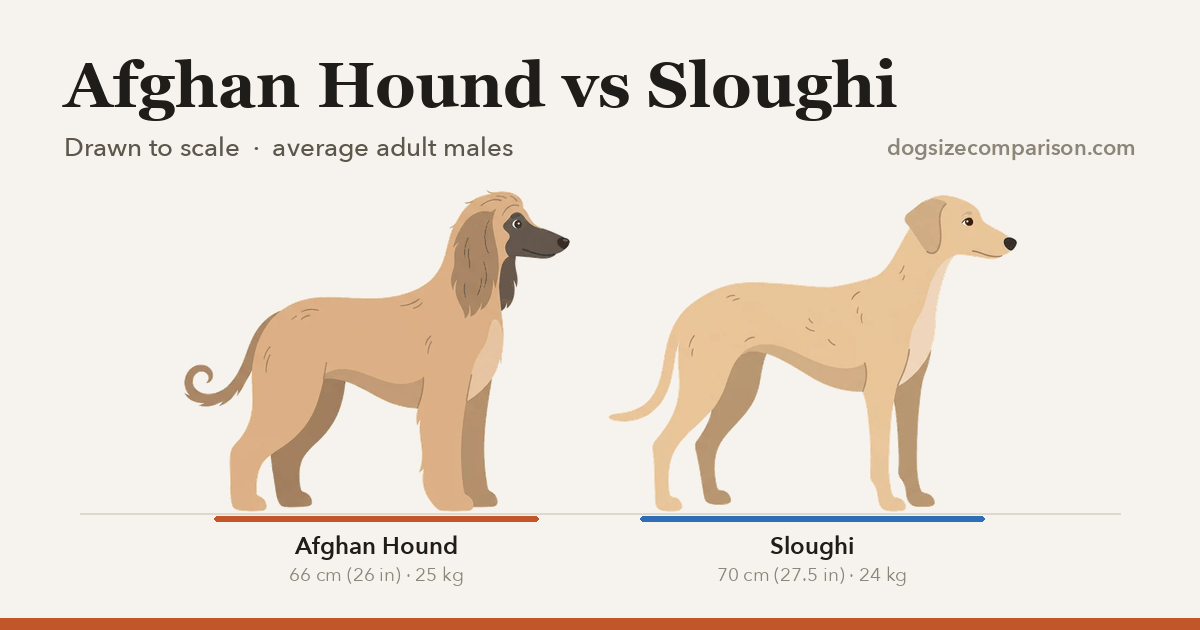 Afghan Hound vs Sloughi
Drawn to scale · average adult males
dogsizecomparison.com
Afghan Hound
66 cm (26 in) · 25 kg
Sloughi
70 cm (27.5 in) · 24 kg